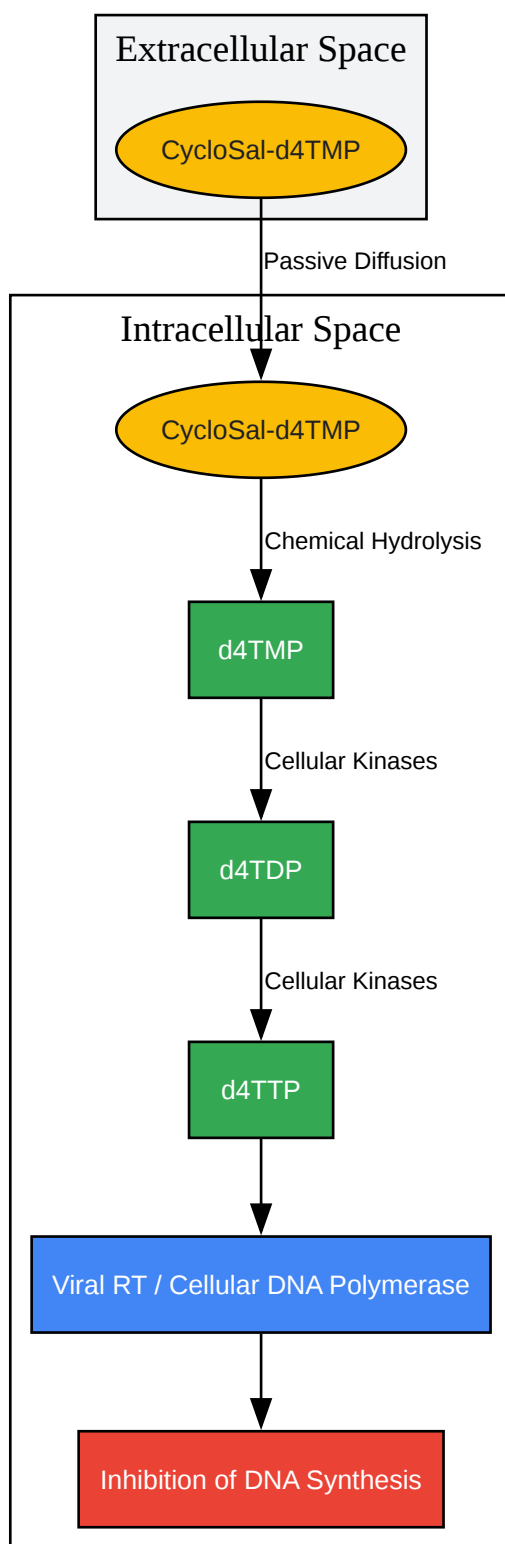 Extracellular Space
CycloSal-d4TMP
Passive Diffusion
Intracellular Space
CycloSal-d4TMP
Chemical Hydrolysis
d4TMP
Cellular Kinases
d4TDP
Cellular Kinases
d4TTP
Viral RT / Cellular DNA Polymerase
Inhibition of DNA Synthesis